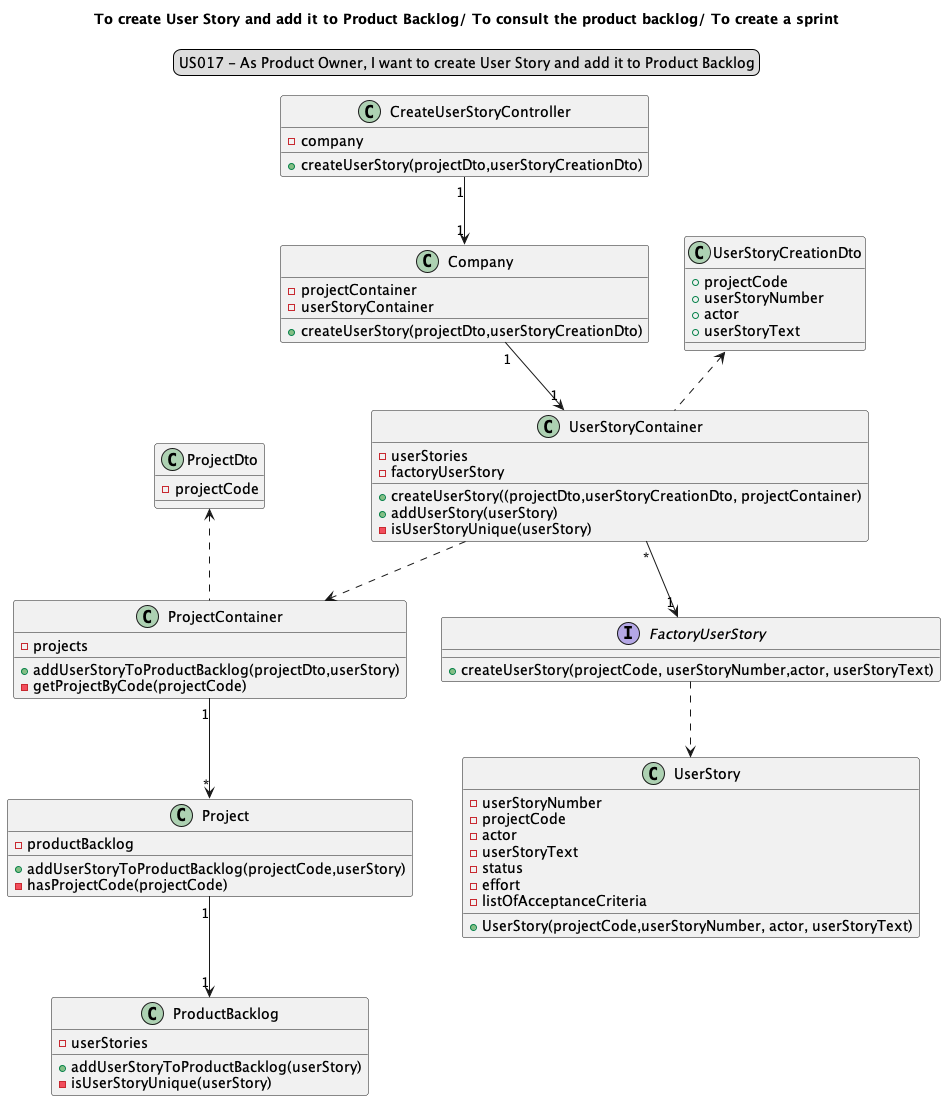 To create User Story and add it to Product Backlog/ To consult the product backlog/ To create a sprint
US017 - As Product Owner, I want to create User Story and add it to Product Backlog
C CreateUserStoryController
company
createUserStory(projectDto,userStoryCreationDto)
1
1
C Company
projectContainer
userStoryContainer
createUserStory(projectDto,userStoryCreationDto)
C UserStoryCreationDto
projectCode
userStoryNumber
actor
userStoryText
1
1
C UserStoryContainer
userStories
factoryUserStory
createUserStory((projectDto,userStoryCreationDto, projectContainer)
addUserStory(userStory)
isUserStoryUnique(userStory)
C ProjectDto
projectCode
*
1
C ProjectContainer
projects
addUserStoryToProductBacklog(projectDto,userStory)
getProjectByCode(projectCode)
I FactoryUserStory
createUserStory(projectCode, userStoryNumber,actor, userStoryText)
1
*
C Project
productBacklog
addUserStoryToProductBacklog(projectCode,userStory)
hasProjectCode(projectCode)
C UserStory
userStoryNumber
projectCode
actor
userStoryText
status
effort
listOfAcceptanceCriteria
UserStory(projectCode,userStoryNumber, actor, userStoryText)
1
1
C ProductBacklog
userStories
addUserStoryToProductBacklog(userStory)
isUserStoryUnique(userStory)